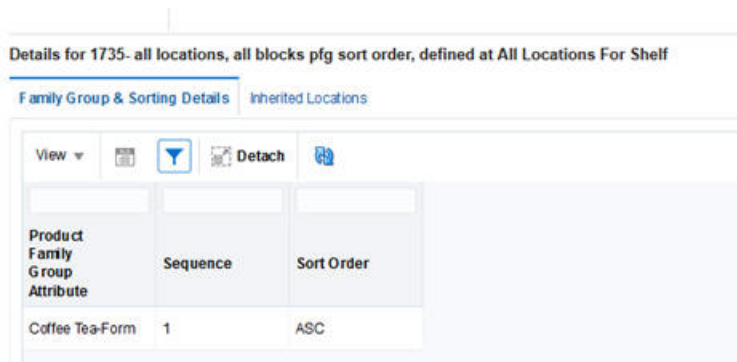 Details for 1735- all locations, all blocks pfg sort order, defined at All Locations For Shelf
Family Group & Sorting Details Inherited Locations
View Detach
Product
Family
Group
Attribute
Sequence
Sort Order
Coffee Tea-Form 1 ASC